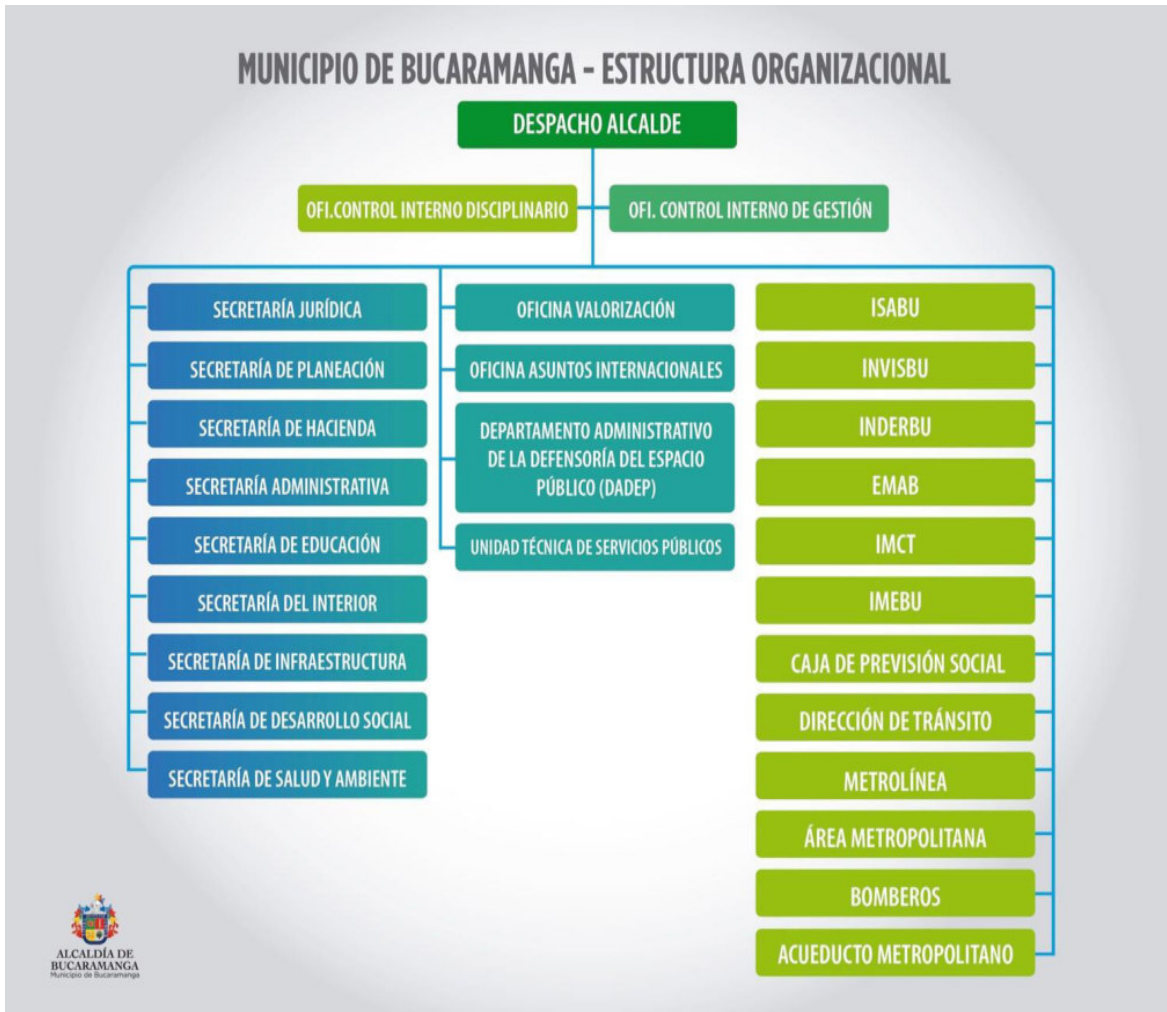 MUNICIPIO DE BUCARAMANGA - ESTRUCTURA ORGANIZACIONAL
DESPACHO ALCALDE
OFI.CONTROL INTERNO DISCIPLINARIO
OFI. CONTROL INTERNO DE GESTIÓN
SECRETARÍA JURÍDICA
SECRETARÍA DE PLANEACIÓN
SECRETARÍA DE HACIENDA
SECRETARÍA ADMINISTRATIVA
SECRETARÍA DE EDUCACIÓN
SECRETARÍA DEL INTERIOR
SECRETARÍA DE INFRAESTRUCTURA
SECRETARÍA DE DESARROLLO SOCIAL
SECRETARÍA DE SALUD Y AMBIENTE
OFICINA VALORIZACIÓN
OFICINA ASUNTOS INTERNACIONALES
DEPARTAMENTO ADMINISTRATIVO
DE LA DEFENSORÍA DEL ESPACIO
PÚBLICO (DADEP)
UNIDAD TÉCNICA DE SERVICIOS PÚBLICOS
ISABU
INVISBU
INDERBU
EMAB
IMCT
IMEBU
CAJA DE PREVISIÓN SOCIAL
DIRECCIÓN DE TRÁNSITO
METROLÍNEA
ÁREA METROPOLITANA
BOMBEROS
ACUEDUCTO METROPOLITANO
ALCALDÍA DE
BUCARAMANGA
Municipio de Bucaramanga